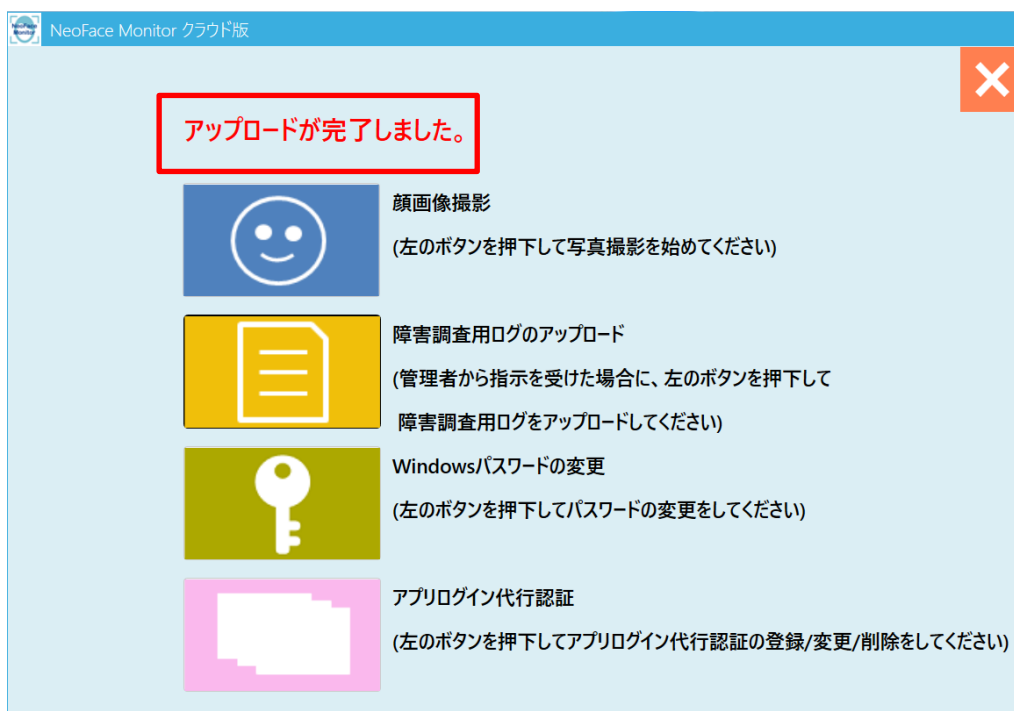 NeoFace Monitor
NeoFace Monitor クラウド版
アップロードが完了しました。
顔画像撮影
(左のボタンを押下して写真撮影を始めてください)
障害調査用ログのアップロード
(管理者から指示を受けた場合に、左のボタンを押下して
障害調査用ログをアップロードしてください)
Windowsパスワードの変更
(左のボタンを押下してパスワードの変更をしてください)
アプリログイン代行認証
(左のボタンを押下してアプリログイン代行認証の登録/変更/削除をしてください)